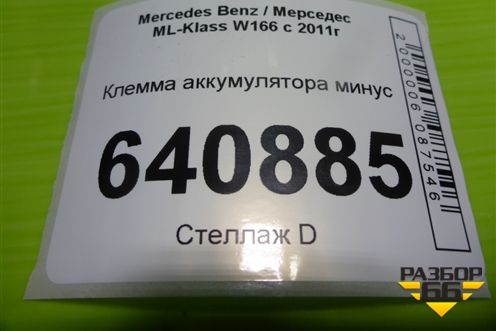 Mercedes Benz / Мерседес
ML-Klass W166 с 2011г
Клемма аккумулятора минус
640885
Стеллаж D
2000006087546
РАЗБОР
66